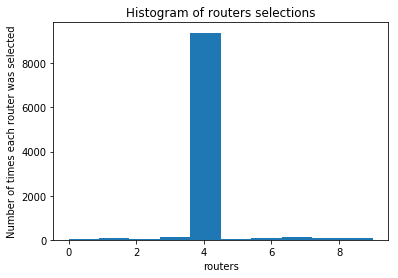 Histogram of routers selections
Number of times each router was selected
8000
6000
4000
2000
0
0 2 4 6 8
routers